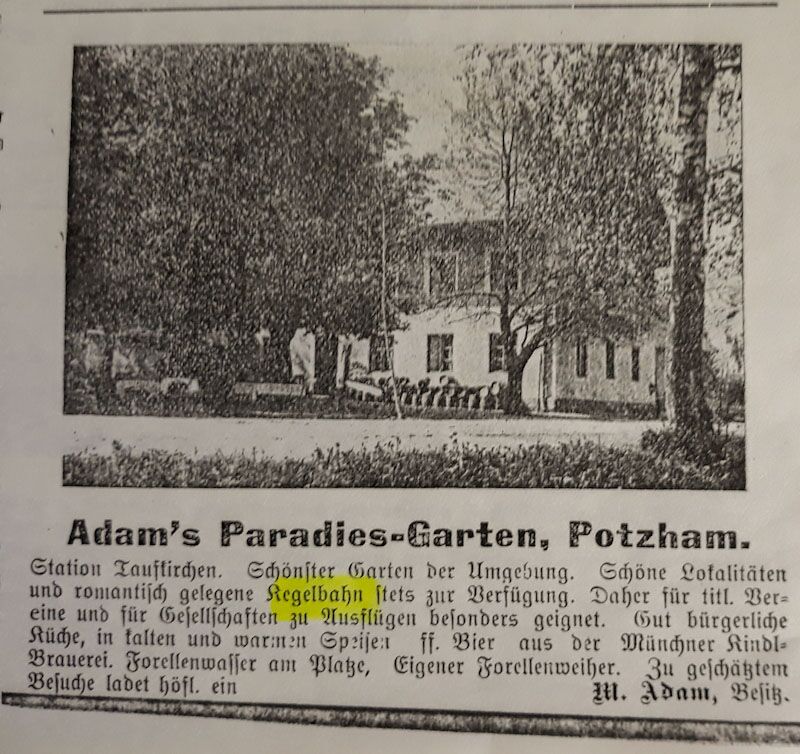 Adam's Paradies-Garten, Potzham.
Station Taufkirchen. Schönster Garten der Umgebung. Schöne Lokalitäten
und romantisch gelegene Kegelbahn stets zur Verfügung. Daher für titl. Ver=
eine und für Gesellschaften zu Ausflügen besonders geignet. Gut bürgerliche
Küche, in kalten und warmen Speisen ff. Bier aus der Münchner Kindl=
Brauerei. Forellenwasser am Platze, Eigener Forellenweiher. Zu geschätztem
Besuche ladet höfl. ein M. Adam, Besitz.